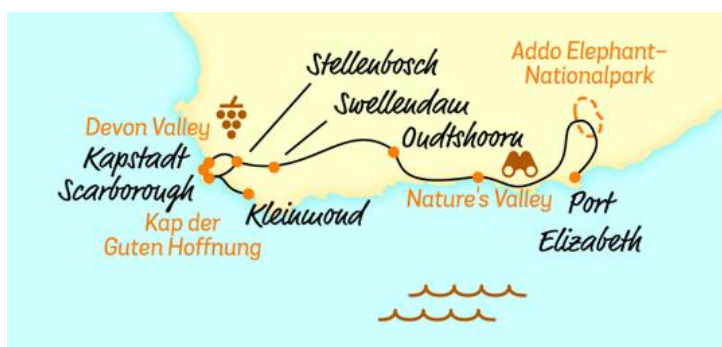 Addo Elephant-
Nationalpark
Stellenbosch
Swellendam
Devon Valley
Oudtshoorn
Kapstadt
Scarborough
Nature's Valley
Port
Elizabeth
Kleinmond
Kap der
Guten Hoffnung